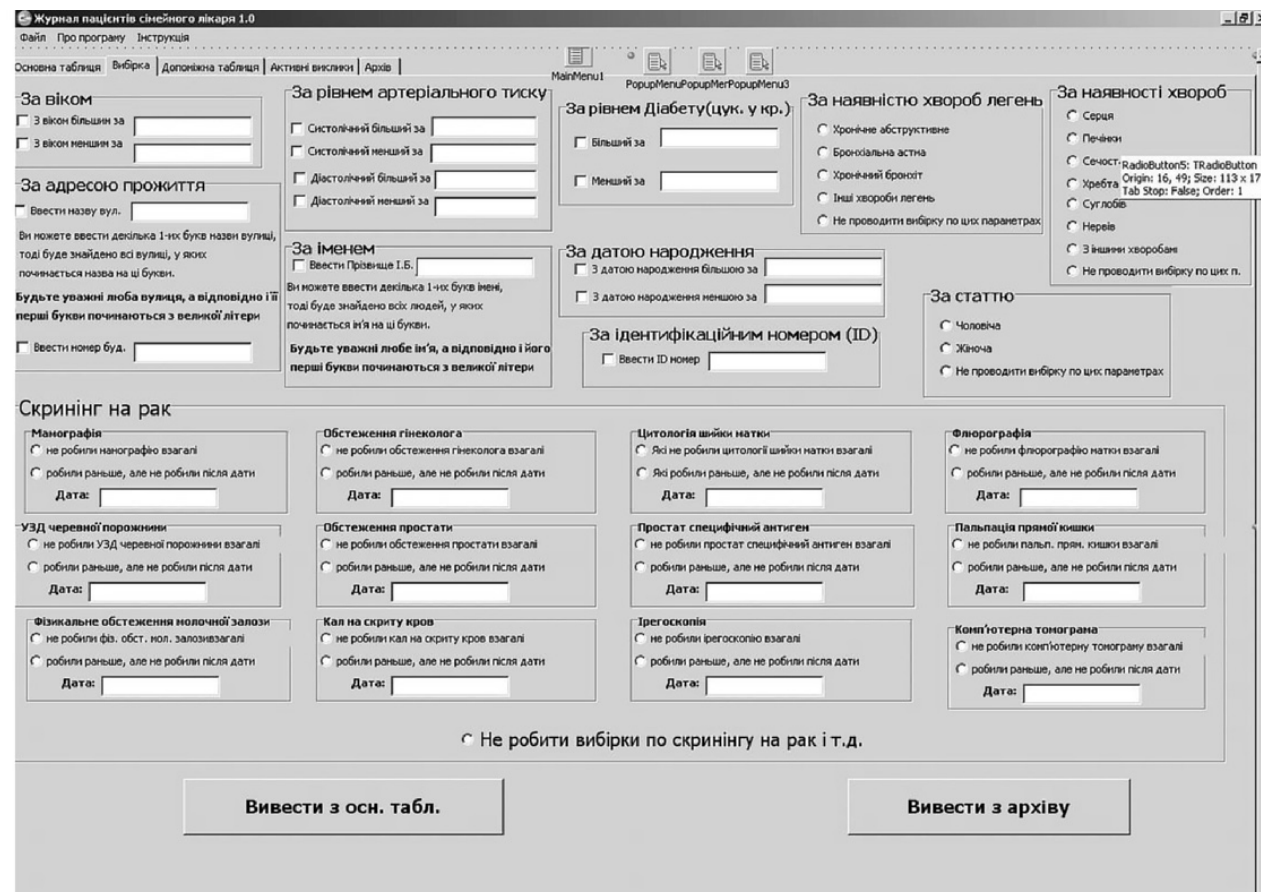 Журнал пацієнтів сімейного лікаря 1.0
Файл Про програму Інструкція
Основна таблиця Вибірка Допоміжна таблиця Активні виклики Архів
MainMenu1 PopupMenu PopupMer PopupMenu3
За віком
З віком більшим за
З віком меншим за
За рівнем артеріального тиску
Систолічний більший за
Систолічний менший за
Діастолічний більший за
Діастолічний менший за
За рівнем Діабету(цук. у кр.)
Більший за
Менший за
За наявністю хвороб легень
Хронічне абструктивне
Бронхіальна астма
Хронічний бронхіт
Інші хвороби легень
Не проводити вибірку по цих параметрах
За наявності хвороб
Серця
Печінки
Сечост
Хребта
Суглобів
Нервів
З іншими хворобамі
Не проводити вибірку по цих п.
RadioButton5: TRadioButton
Origin: 16, 49; Size: 113 x 17
Tab Stop: False; Order: 1
За адресою прожиття
Ввести назву вул.
Ви можете ввести декілька 1-их букв назви вулиці,
тоді буде знайдено всі вулиці, у яких
починається назва на ці букви.
Будьте уважні люба вулиця, а відповідно і її
перші букви починаються з великої літери
Ввести номер буд.
За іменем
Ввести Прізвище І.Б.
Ви можете ввести декілька 1-их букв імені,
тоді буде знайдено всіх людей, у яких
починається ім'я на ці букви.
Будьте уважні любе ім'я, а відповідно і його
перші букви починаються з великої літери
За датою народження
З датою народження більшою за
З датою народження меншою за
За ідентифікаційним номером (ID)
Ввести ID номер
За статтю
Чоловіча
Жіноча
Не проводити вибірку по цих параметрах
Скринінг на рак
Мамографія
не робили мамографію взагалі
робили раньше, але не робили після дати
Дата:
Обстеження гінеколога
не робили обстеження гінеколога взагалі
робили раньше, але не робили після дати
Дата:
Цитологія шийки матки
Які не робили цитології шийки матки взагалі
Які робили раньше, але не робили після дати
Дата:
Флюрографія
не робили флюрографію матки взагалі
робили раньше, але не робили після дати
Дата:
УЗД черевної порожнини
не робили УЗД черевної порожнини взагалі
робили раньше, але не робили після дати
Дата:
Обстеження простати
не робили обстеження простати взагалі
робили раньше, але не робили після дати
Дата:
Простат специфічний антиген
не робили простат специфічний антиген взагалі
робили раньше, але не робили після дати
Дата:
Пальпація прямої кишки
не робили пальп. прям. кишки взагалі
робили раньше, але не робили після дати
Дата:
Фізикальне обстеження молочної залози
не робили фіз. обст. мол. залозивзагалі
робили раньше, але не робили після дати
Дата:
Кал на скриту кров
не робили кал на скриту кров взагалі
робили раньше, але не робили після дати
Дата:
Ірегоскопія
не робили ірегоскопію взагалі
робили раньше, але не робили після дати
Дата:
Комп'ютерна томограма
не робили комп'ютерну томограму взагалі
робили раньше, але не робили після дати
Дата:
Не робити вибірки по скринінгу на рак і т.д.
Вивести з осн. табл.
Вивести з архіву